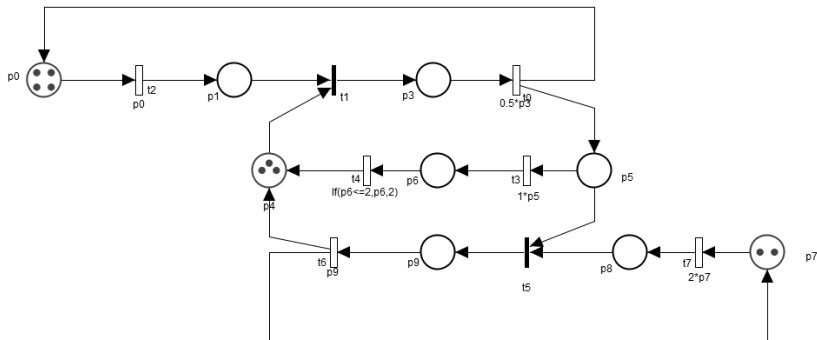 p0
t2
p0
p1
t1
p3
t0
0.5*p3
p4
t4
If(p6<=2,p6,2)
p6
t3
1*p5
p5
t6
p9
p9
t5
p8
t7
2*p7
p7